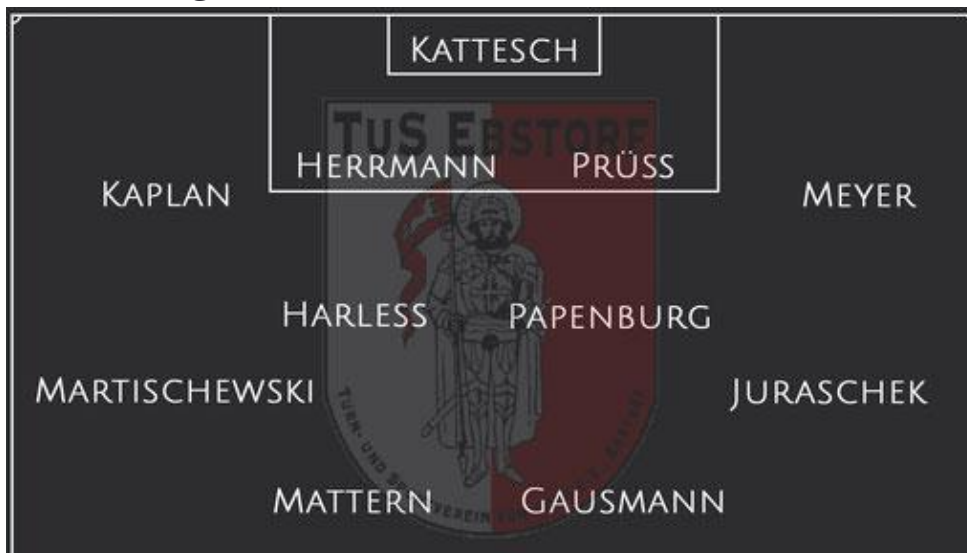 Kattesch
TuS Ebstorf
Herrmann Prüss
Kaplan Meyer
Harless Papenburg
Martischewski Juraschek
Mattern Gausmann